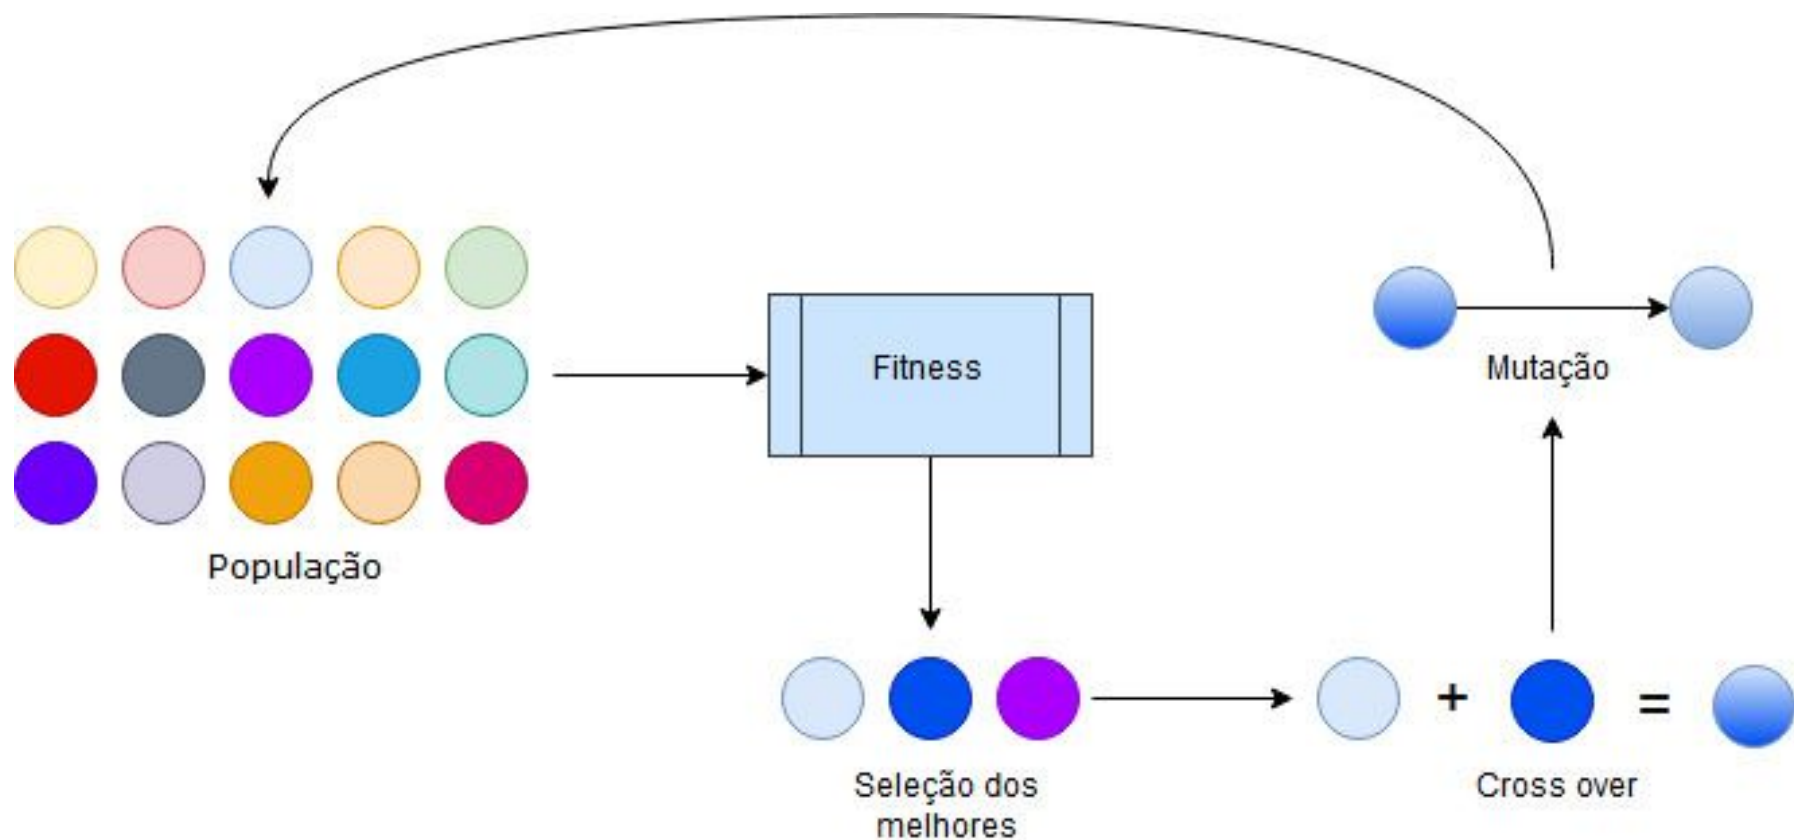 Fitness
Mutação
População
+
=
Seleção dos
melhores
Cross over